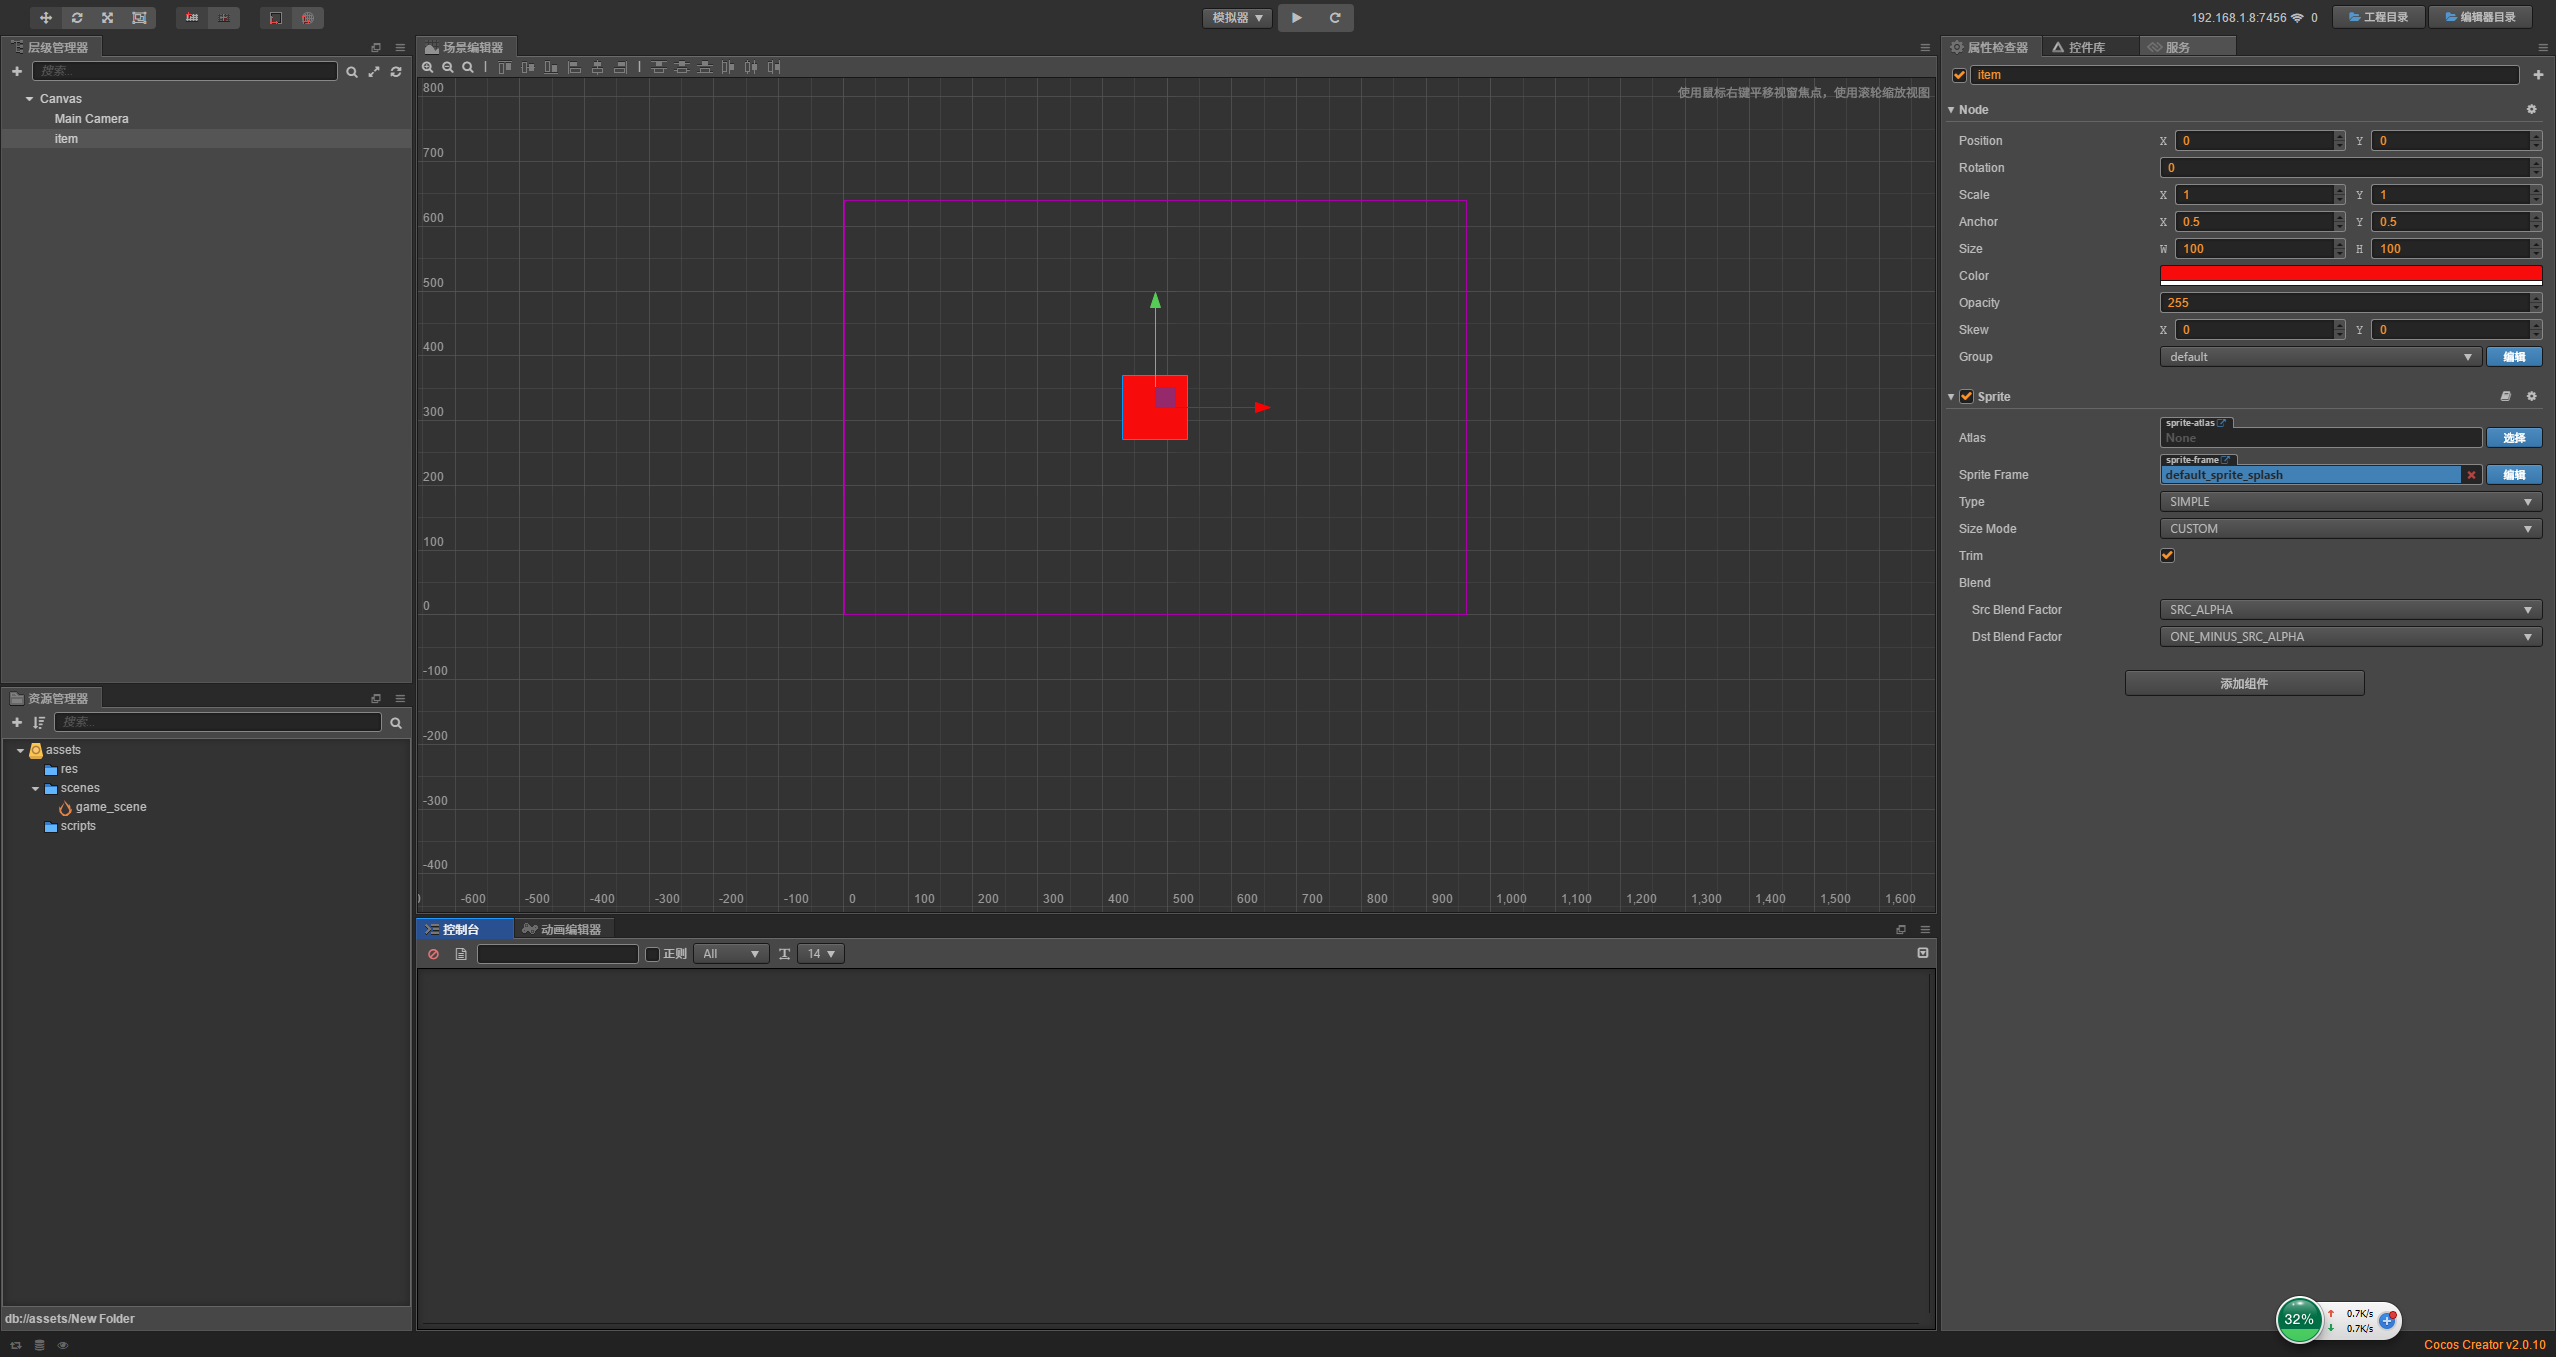 模拟器
192.168.1.8:7456 0
工程目录
编辑器目录
层级管理器
搜索...
Canvas
Main Camera
item
资源管理器
搜索...
assets
res
scenes
game_scene
scripts
db://assets/New Folder
场景编辑器
使用鼠标右键平移视窗焦点，使用滚轮缩放视图
800
700
600
500
400
300
200
100
0
-100
-200
-300
-400
-600 -500 -400 -300 -200 -100 0 100 200 300 400 500 600 700 800 900 1,000 1,100 1,200 1,300 1,400 1,500 1,600
控制台 动画编辑器
正则 All 14
属性检查器 控件库 服务
item
Node
Position X 0 Y 0
Rotation 0
Scale X 1 Y 1
Anchor X 0.5 Y 0.5
Size W 100 H 100
Color
Opacity 255
Skew X 0 Y 0
Group default 编辑
Sprite
sprite-atlas
Atlas None 选择
sprite-frame
Sprite Frame default_sprite_splash 编辑
Type SIMPLE
Size Mode CUSTOM
Trim
Blend
Src Blend Factor SRC_ALPHA
Dst Blend Factor ONE_MINUS_SRC_ALPHA
添加组件
32%
0.7K/s
0.7K/s
Cocos Creator v2.0.10